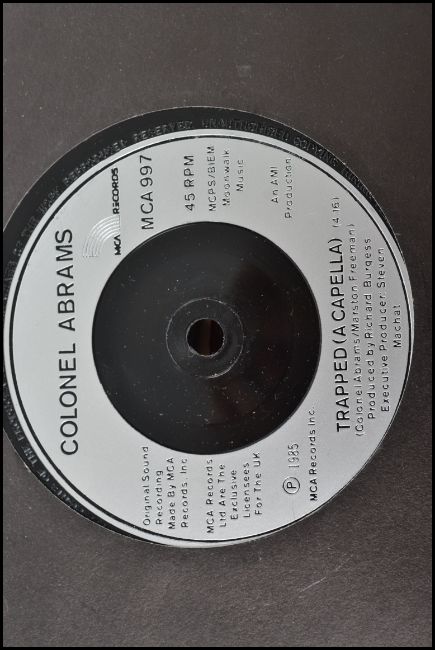 COLONEL ABRAMS
MCA RECORDS
MCA 997
45 RPM
MCPS/BIEM
Moonwalk
Music
An AMI
Production
Original Sound
Recording
Made By MCA
Records, Inc.
MCA Records
Ltd Are The
Exclusive
Licensees
For The UK
Ⓟ 1985
MCA Records Inc.
TRAPPED (A CAPELLA) (4.16)
(Colonel Abrams/Marston Freeman)
Produced by Richard Burgess
Executive Producer: Steven
Machat